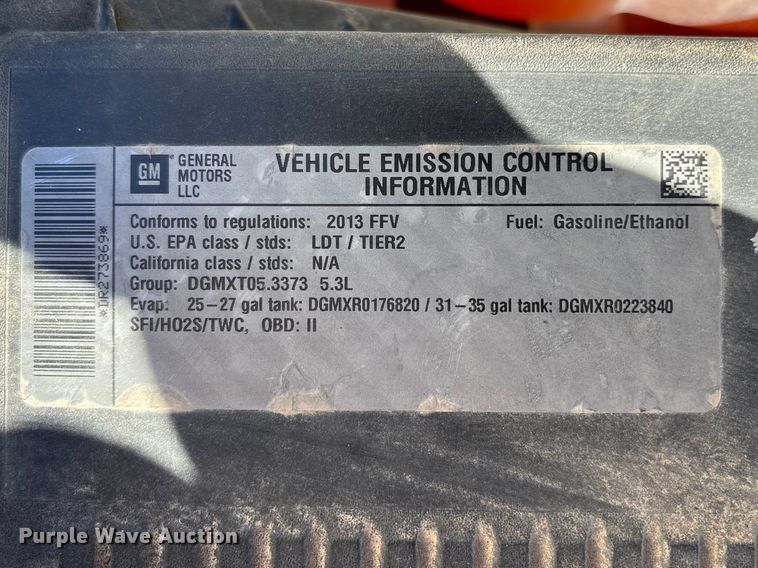 GM
GENERAL
MOTORS
LLC
VEHICLE EMISSION CONTROL
INFORMATION
Conforms to regulations: 2013 FFV Fuel: Gasoline/Ethanol
U.S. EPA class / stds: LDT / TIER2
California class / stds: N/A
Group: DGMXT05.3373 5.3L
Evap: 25-27 gal tank: DGMXR0176820 / 31-35 gal tank: DGMXR0223840
SFI/HO2S/TWC, OBD: II
*UR273869*
Purple Wave Auction